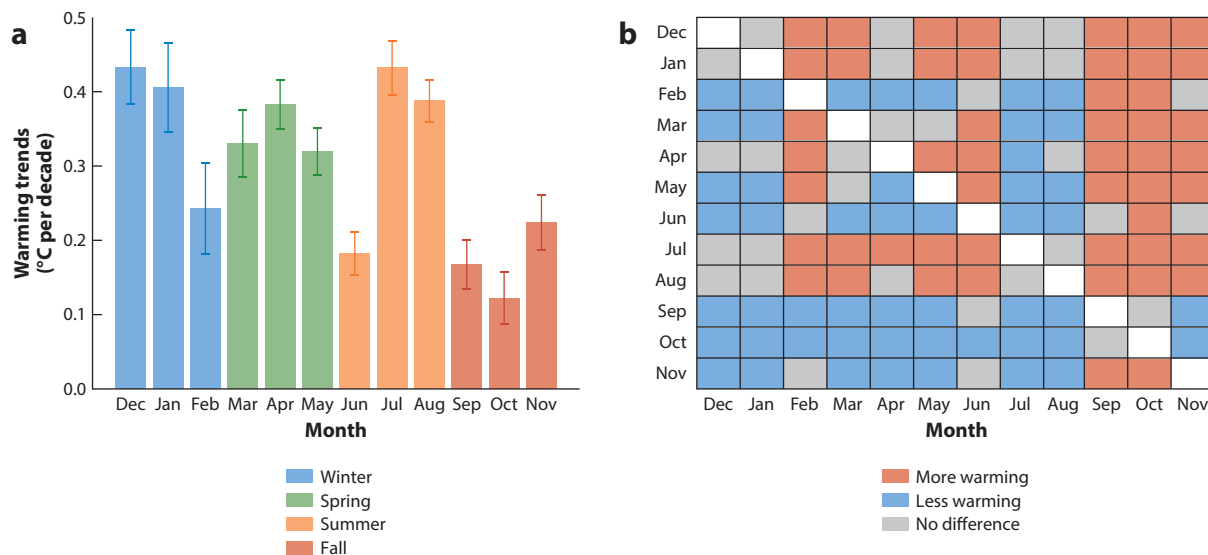 a
0.5
0.4
0.3
0.2
0.1
0.0
Warming trends
(°C per decade)
Dec Jan Feb Mar Apr May Jun Jul Aug Sep Oct Nov
Month
Winter
Spring
Summer
Fall
b
Dec
Jan
Feb
Mar
Apr
May
Jun
Jul
Aug
Sep
Oct
Nov
Dec Jan Feb Mar Apr May Jun Jul Aug Sep Oct Nov
Month
More warming
Less warming
No difference